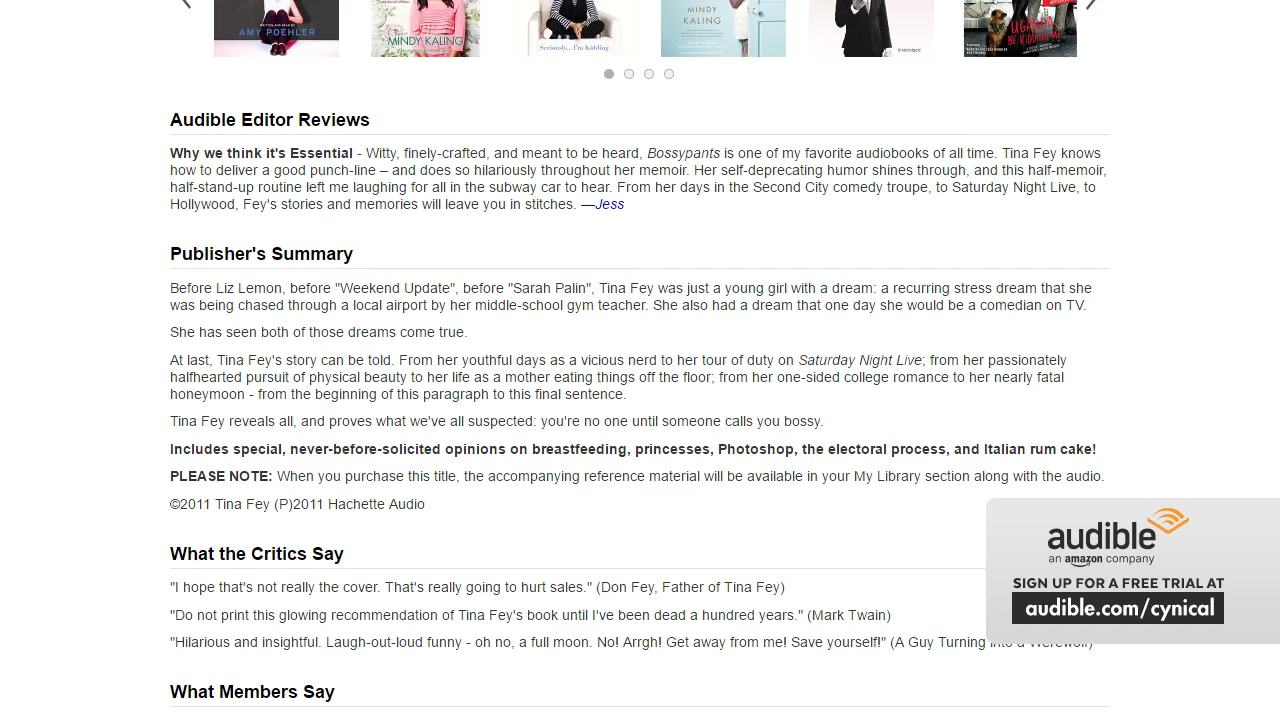 WRITTEN AND READ BY
AMY POEHLER
MINDY KALING
Seriously...I'm Kidding
MINDY
KALING
Unabridged
UGANDA
BE KIDDING ME
Audible Editor Reviews
Why we think it's Essential - Witty, finely-crafted, and meant to be heard, Bossypants is one of my favorite audiobooks of all time. Tina Fey knows
how to deliver a good punch-line – and does so hilariously throughout her memoir. Her self-deprecating humor shines through, and this half-memoir,
half-stand-up routine left me laughing for all in the subway car to hear. From her days in the Second City comedy troupe, to Saturday Night Live, to
Hollywood, Fey's stories and memories will leave you in stitches. —Jess
Publisher's Summary
Before Liz Lemon, before "Weekend Update", before "Sarah Palin", Tina Fey was just a young girl with a dream: a recurring stress dream that she
was being chased through a local airport by her middle-school gym teacher. She also had a dream that one day she would be a comedian on TV.
She has seen both of those dreams come true.
At last, Tina Fey's story can be told. From her youthful days as a vicious nerd to her tour of duty on Saturday Night Live; from her passionately
halfhearted pursuit of physical beauty to her life as a mother eating things off the floor; from her one-sided college romance to her nearly fatal
honeymoon - from the beginning of this paragraph to this final sentence.
Tina Fey reveals all, and proves what we've all suspected: you're no one until someone calls you bossy.
Includes special, never-before-solicited opinions on breastfeeding, princesses, Photoshop, the electoral process, and Italian rum cake!
PLEASE NOTE: When you purchase this title, the accompanying reference material will be available in your My Library section along with the audio.
©2011 Tina Fey (P)2011 Hachette Audio
What the Critics Say
"I hope that's not really the cover. That's really going to hurt sales." (Don Fey, Father of Tina Fey)
"Do not print this glowing recommendation of Tina Fey's book until I've been dead a hundred years." (Mark Twain)
"Hilarious and insightful. Laugh-out-loud funny - oh no, a full moon. No! Arrgh! Get away from me! Save yourself!" (A Guy Turning into a Werewolf)
What Members Say
audible
an amazon company
SIGN UP FOR A FREE TRIAL AT
audible.com/cynical